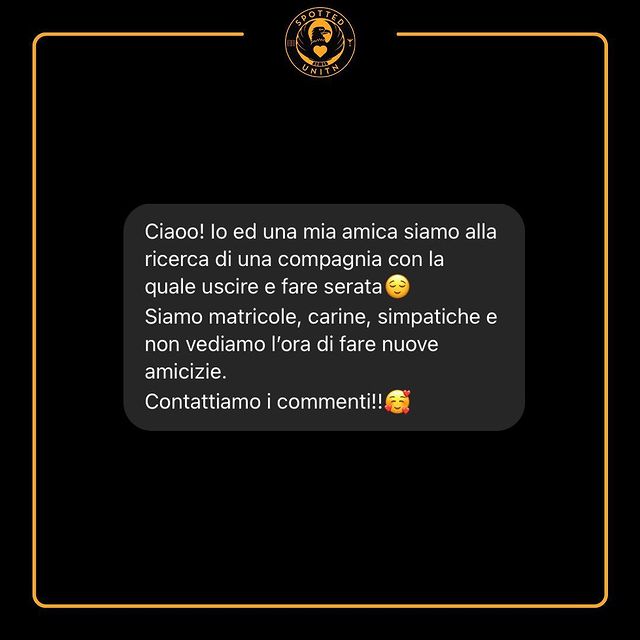 SPOTTED
UNITN
Ciaoo! Io ed una mia amica siamo alla
ricerca di una compagnia con la
quale uscire e fare serata😌
Siamo matricole, carine, simpatiche e
non vediamo l’ora di fare nuove
amicizie.
Contattiamo i commenti!!🥰